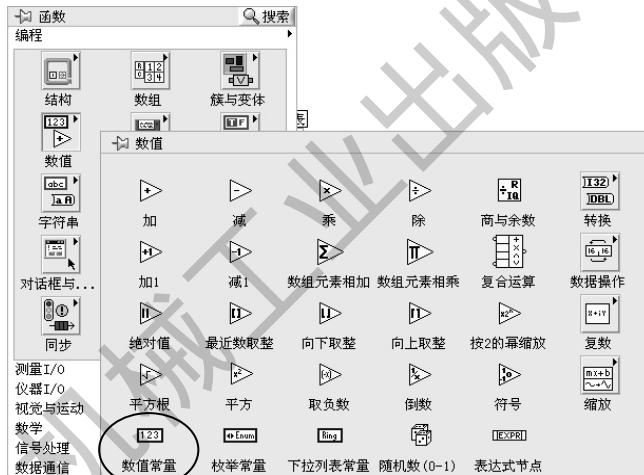 函数
搜索
编程
结构
数组
簇与变体
数值
数值
字符串
加
减
乘
除
商与余数
转换
对话框与...
加1
减1
数组元素相加
数组元素相乘
复合运算
数据操作
同步
绝对值
最近数取整
向下取整
向上取整
按2的幂缩放
复数
测量I/O
仪器I/O
视觉与运动
数学
信号处理
数据通信
平方根
平方
取负数
倒数
符号
缩放
数值常量
枚举常量
下拉列表常量
随机数(0-1)
表达式节点
机械工业出版